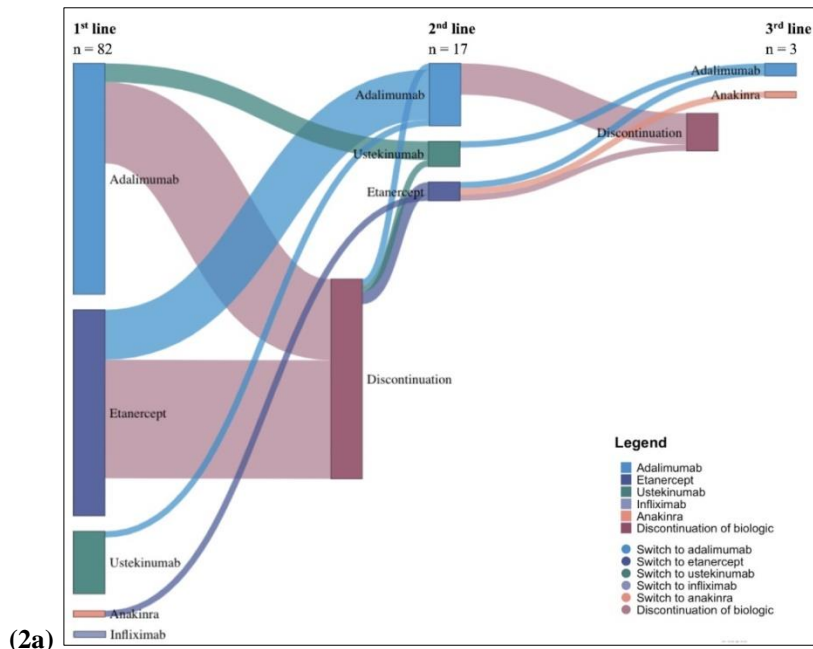 1st line
n = 82
2nd line
n = 17
3rd line
n = 3
Adalimumab
Anakinra
Adalimumab
Discontinuation
Ustekinumab
Etanercept
Adalimumab
Discontinuation
Etanercept
Ustekinumab
Anakinra
Infliximab
Legend
Adalimumab
Etanercept
Ustekinumab
Infliximab
Anakinra
Discontinuation of biologic
Switch to adalimumab
Switch to etanercept
Switch to ustekinumab
Switch to infliximab
Switch to anakinra
Discontinuation of biologic
(2a)